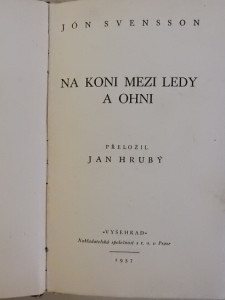 JÓN SVENSSON
NA KONI MEZI LEDY
A OHNI
PŘELOŽIL
JAN HRUBÝ
»VYŠEHRAD«
Nakladatelská společnost s r. o. v Praze